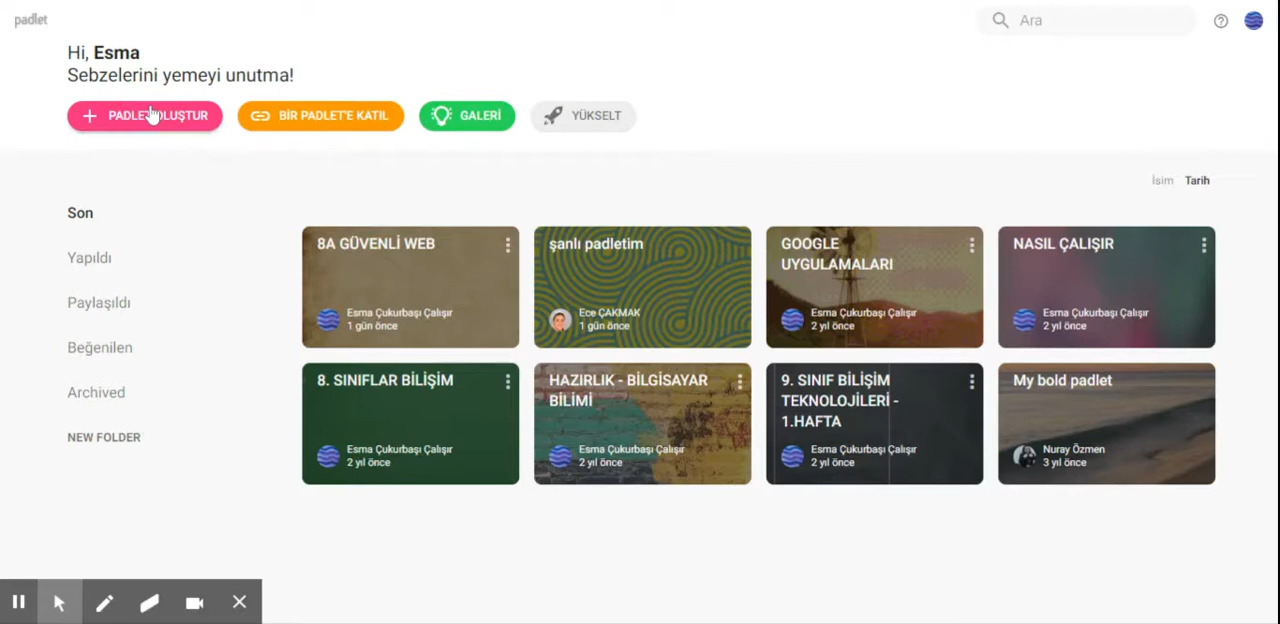 padlet
Ara
Hi, Esma
Sebzelerini yemeyi unutma!
PADLET OLUŞTUR
BİR PADLET'E KATIL
GALERİ
YÜKSELT
İsim Tarih
Son
Yapıldı
Paylaşıldı
Beğenilen
Archived
NEW FOLDER
8A GÜVENLİ WEB
Esma Çukurbaşı Çalışır
1 gün önce
şanlı padletim
Ece ÇAKMAK
1 gün önce
GOOGLE
UYGULAMALARI
Esma Çukurbaşı Çalışır
2 yıl önce
NASIL ÇALIŞIR
Esma Çukurbaşı Çalışır
2 yıl önce
8. SINIFLAR BİLİŞİM
Esma Çukurbaşı Çalışır
2 yıl önce
HAZIRLIK - BİLGİSAYAR
BİLİMİ
Esma Çukurbaşı Çalışır
2 yıl önce
9. SINIF BİLİŞİM
TEKNOLOJİLERİ -
1.HAFTA
Esma Çukurbaşı Çalışır
2 yıl önce
My bold padlet
Nuray Özmen
3 yıl önce